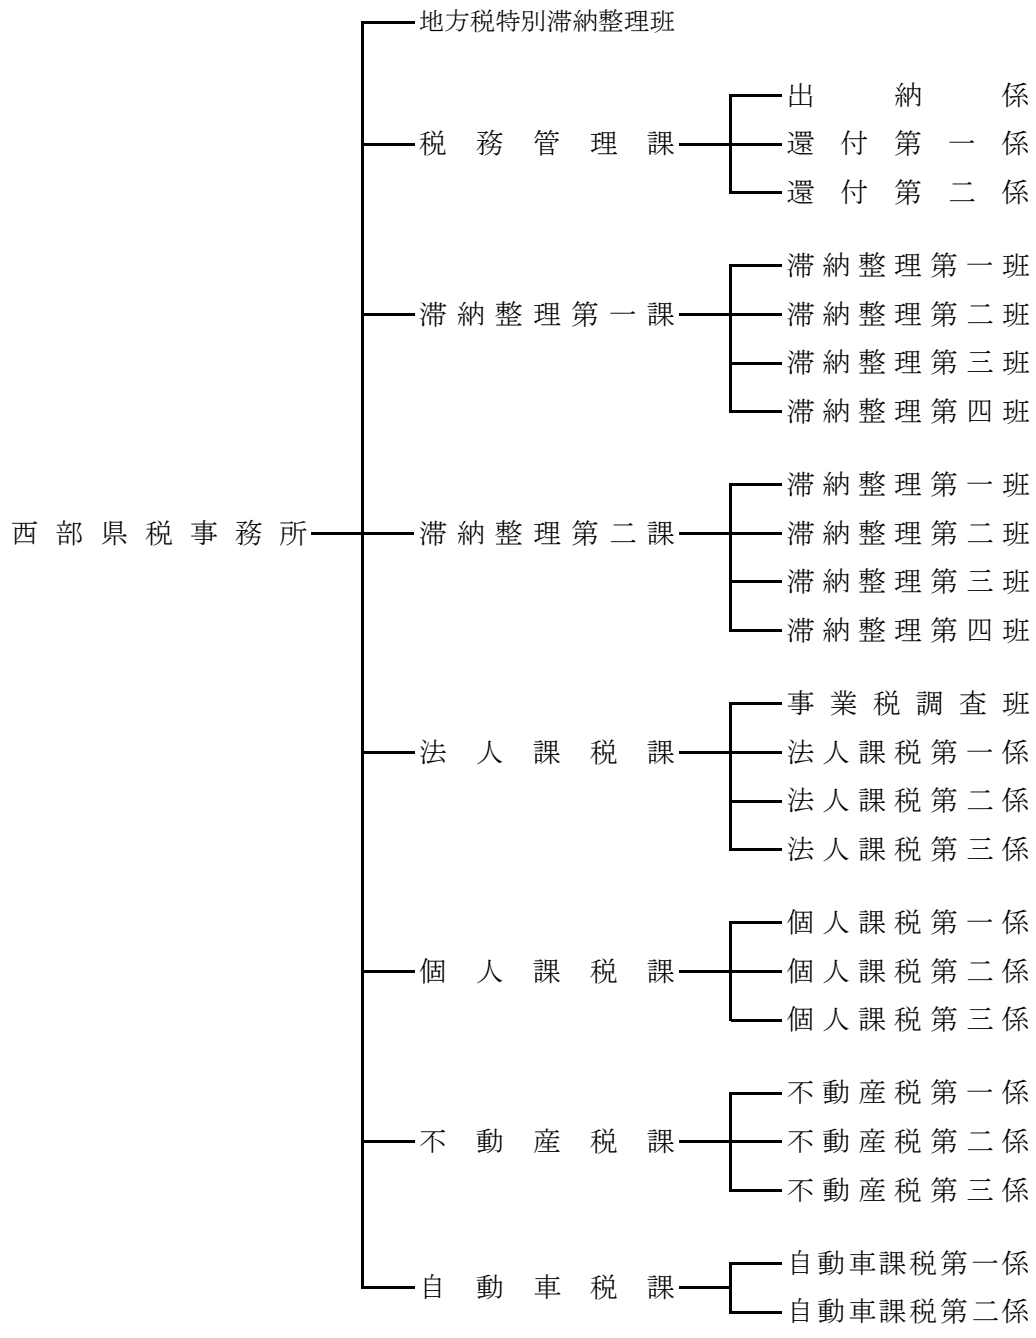 地方税特別滞納整理班
出納係
税務管理課
還付第一係
還付第二係
滞納整理第一班
滞納整理第一課
滞納整理第二班
滞納整理第三班
滞納整理第四班
滞納整理第一班
西部県税事務所
滞納整理第二課
滞納整理第二班
滞納整理第三班
滞納整理第四班
事業税調査班
法人課税課
法人課税第一係
法人課税第二係
法人課税第三係
個人課税第一係
個人課税課
個人課税第二係
個人課税第三係
不動産税第一係
不動産税課
不動産税第二係
不動産税第三係
自動車課税第一係
自動車税課
自動車課税第二係